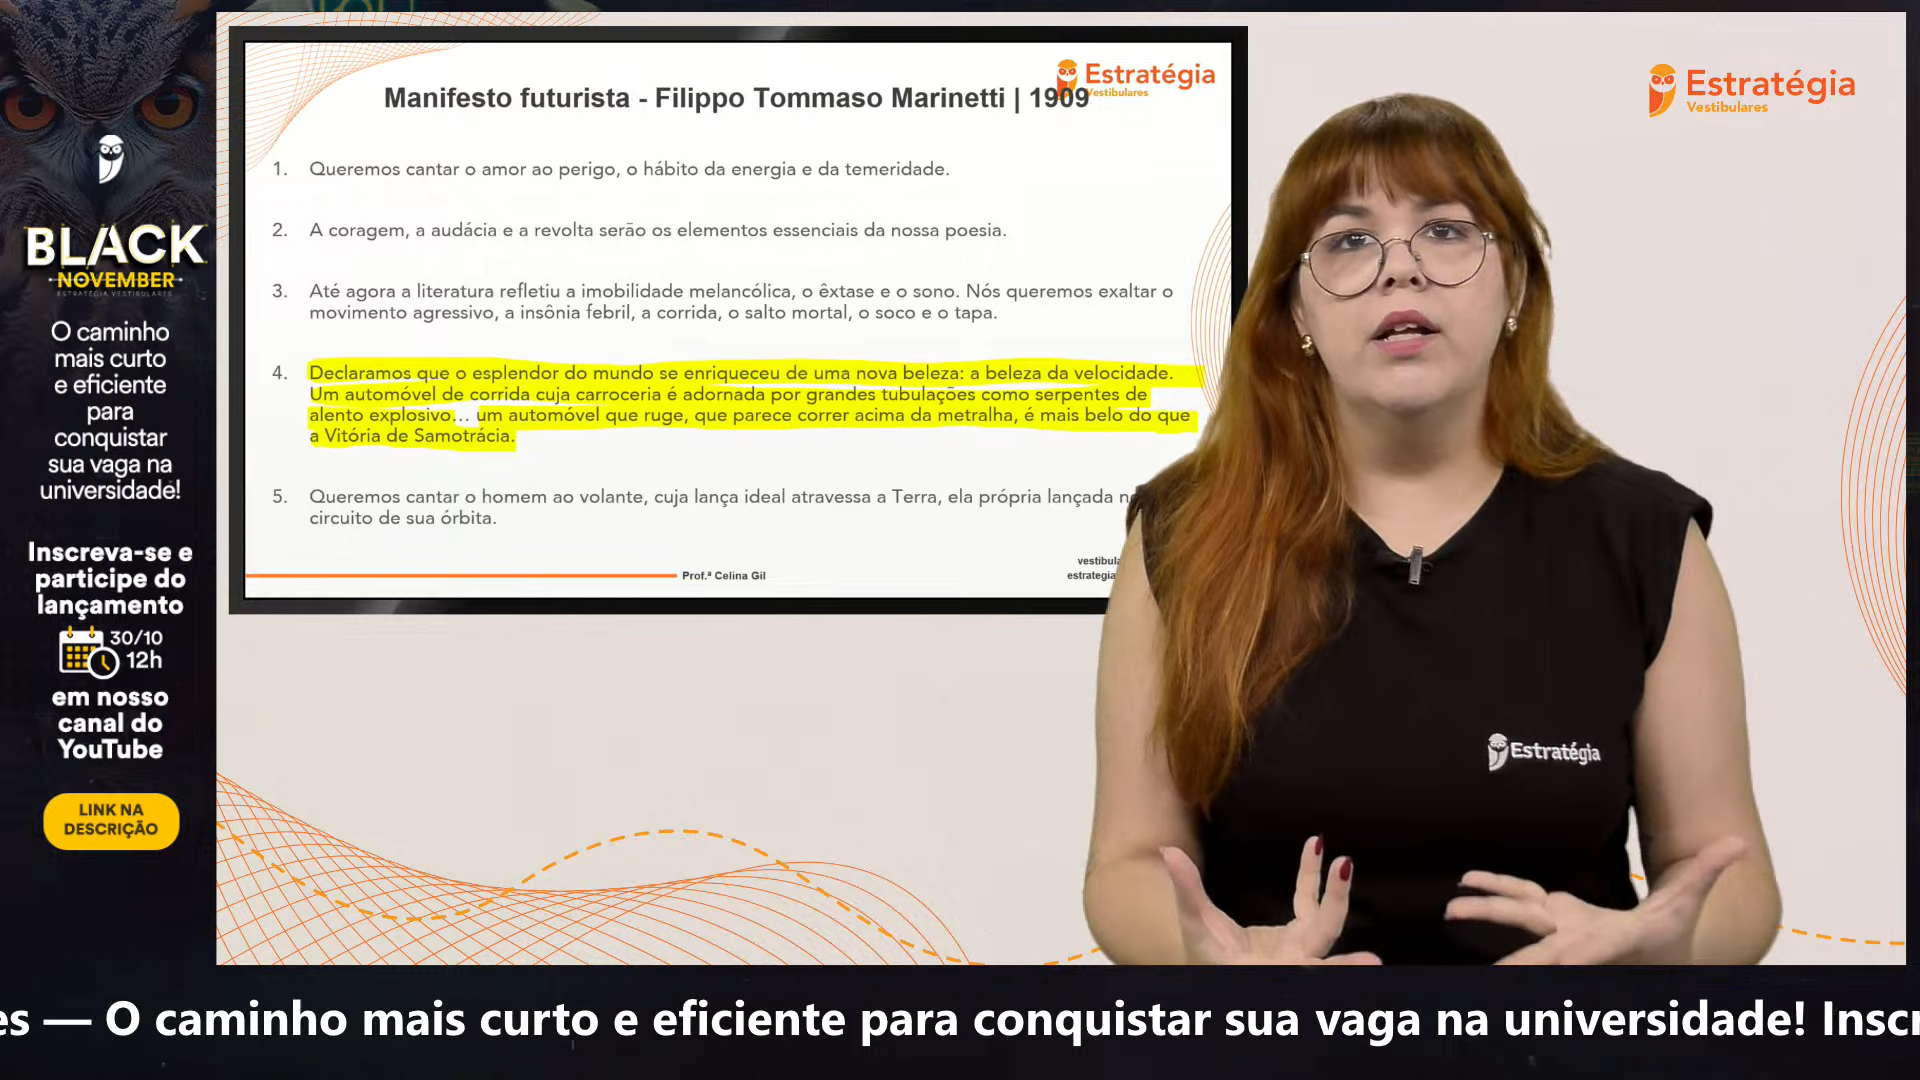 BLACK
NOVEMBER
ESTRATÉGIA VESTIBULARES
O caminho
mais curto
e eficiente
para
conquistar
sua vaga na
universidade!
Inscreva-se e
participe do
lançamento
30/10
12h
em nosso
canal do
YouTube
LINK NA
DESCRIÇÃO
Estratégia
Vestibulares
Manifesto futurista - Filippo Tommaso Marinetti | 1909
1. Queremos cantar o amor ao perigo, o hábito da energia e da temeridade.
2. A coragem, a audácia e a revolta serão os elementos essenciais da nossa poesia.
3. Até agora a literatura refletiu a imobilidade melancólica, o êxtase e o sono. Nós queremos exaltar o
movimento agressivo, a insônia febril, a corrida, o salto mortal, o soco e o tapa.
4. Declaramos que o esplendor do mundo se enriqueceu de uma nova beleza: a beleza da velocidade.
Um automóvel de corrida cuja carroceria é adornada por grandes tubulações como serpentes de
alento explosivo… um automóvel que ruge, que parece correr acima da metralha, é mais belo do que
a Vitória de Samotrácia.
5. Queremos cantar o homem ao volante, cuja lança ideal atravessa a Terra, ela própria lançada
circuito de sua órbita.
Prof.ª Celina Gil
vestibula
estrategia
Estratégia
Vestibulares
Estratégia
es — O caminho mais curto e eficiente para conquistar sua vaga na universidade! Inscr